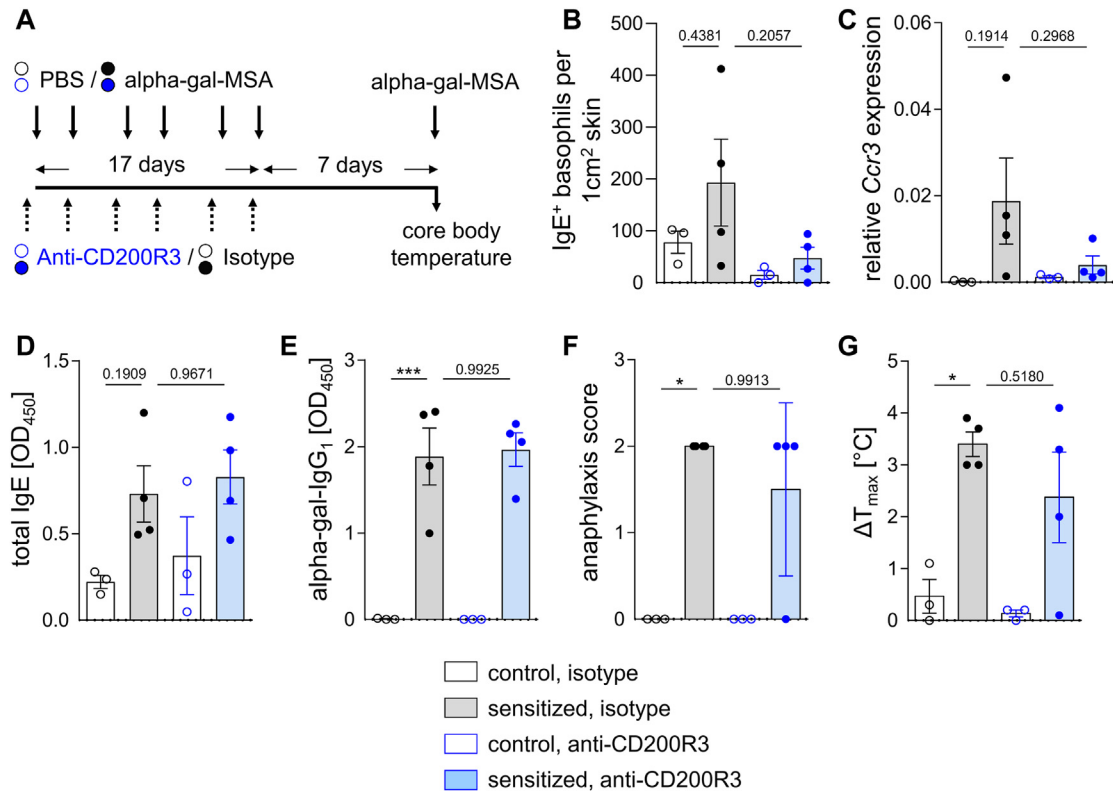 A
PBS / alpha-gal-MSA
alpha-gal-MSA
17 days
7 days
Anti-CD200R3 / Isotype
core body
temperature
B
IgE+ basophils per
1cm2 skin
500
400
300
200
100
0
0.4381
0.2057
C
relative Ccr3 expression
0.06
0.04
0.02
0.00
0.1914
0.2968
D
total IgE [OD450]
1.5
1.0
0.5
0.0
0.1909
0.9671
E
alpha-gal-IgG1 [OD450]
3
2
1
0
***
0.9925
F
anaphylaxis score
3
2
1
0
*
0.9913
G
ΔTmax [°C]
5
4
3
2
1
0
*
0.5180
control, isotype
sensitized, isotype
control, anti-CD200R3
sensitized, anti-CD200R3